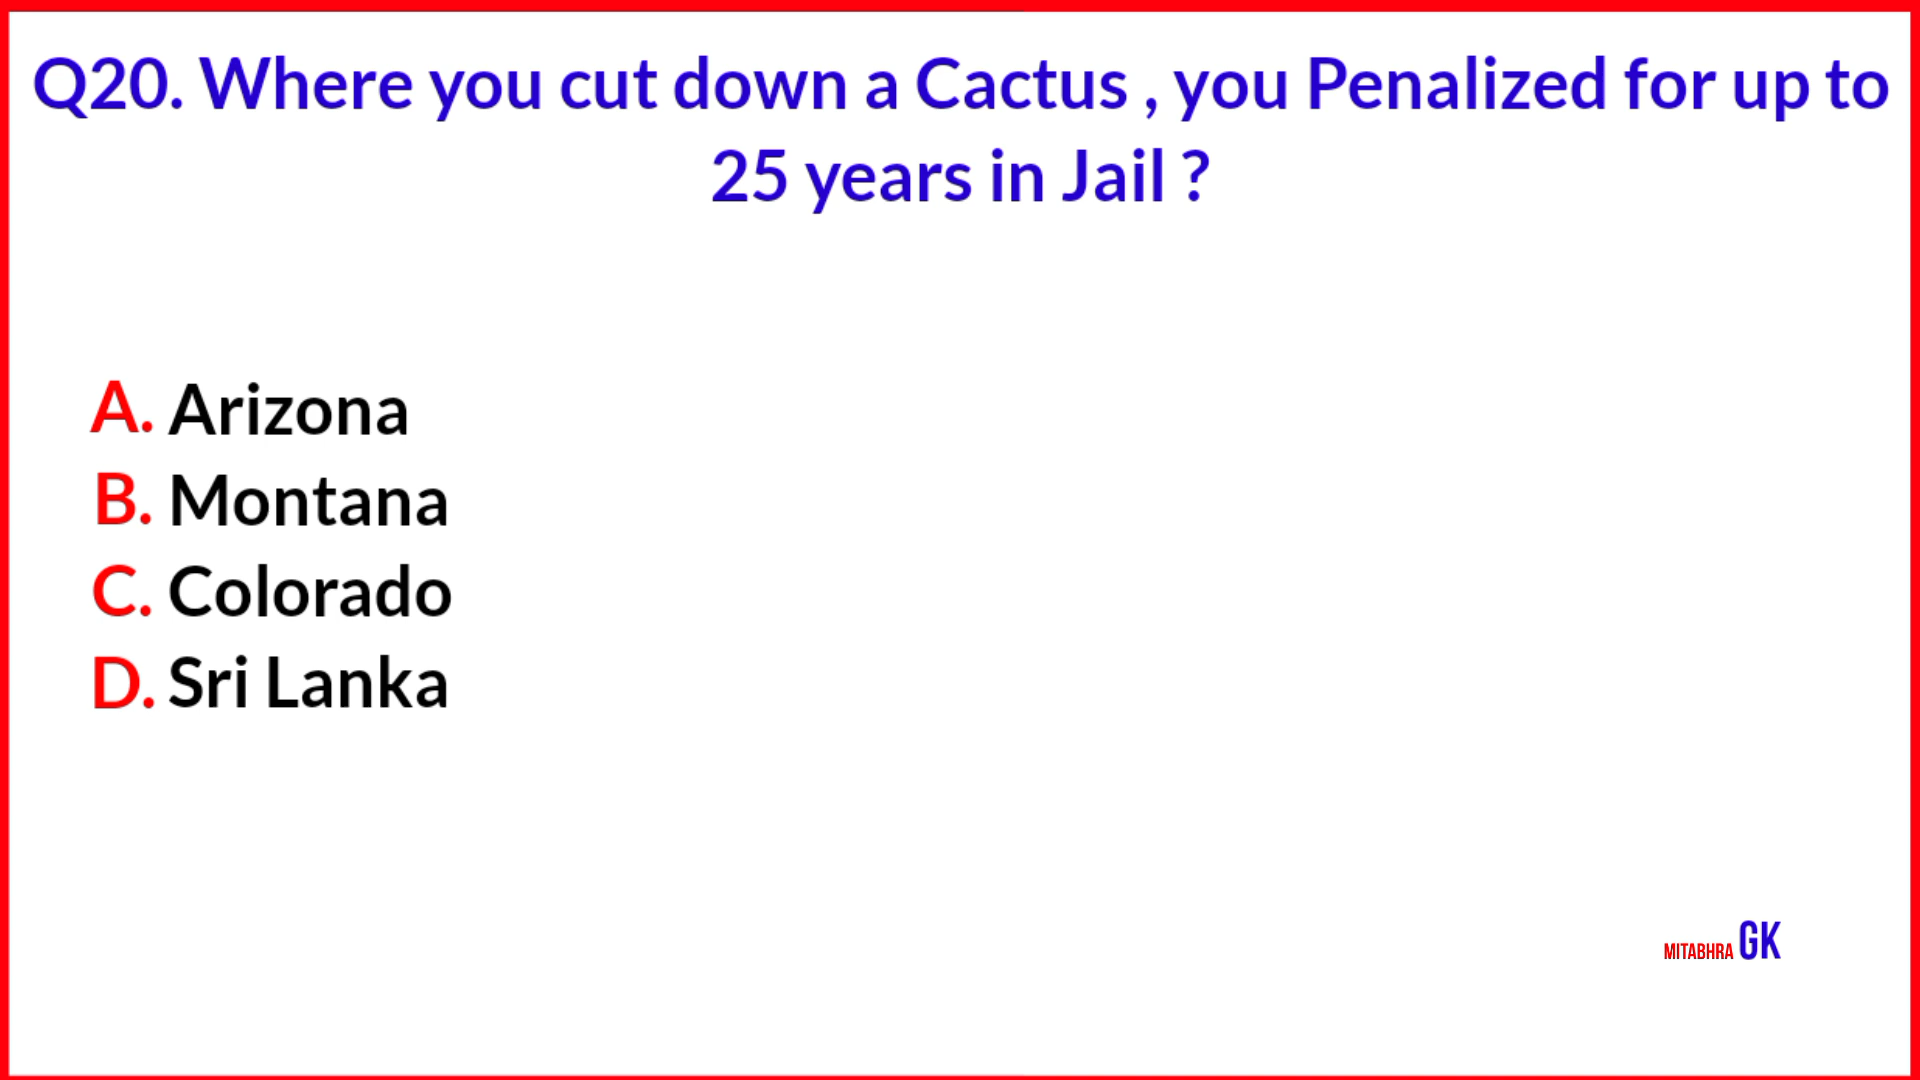 Q20. Where you cut down a Cactus , you Penalized for up to
25 years in Jail ?
A. Arizona
B. Montana
C. Colorado
D. Sri Lanka
MITABHRA GK